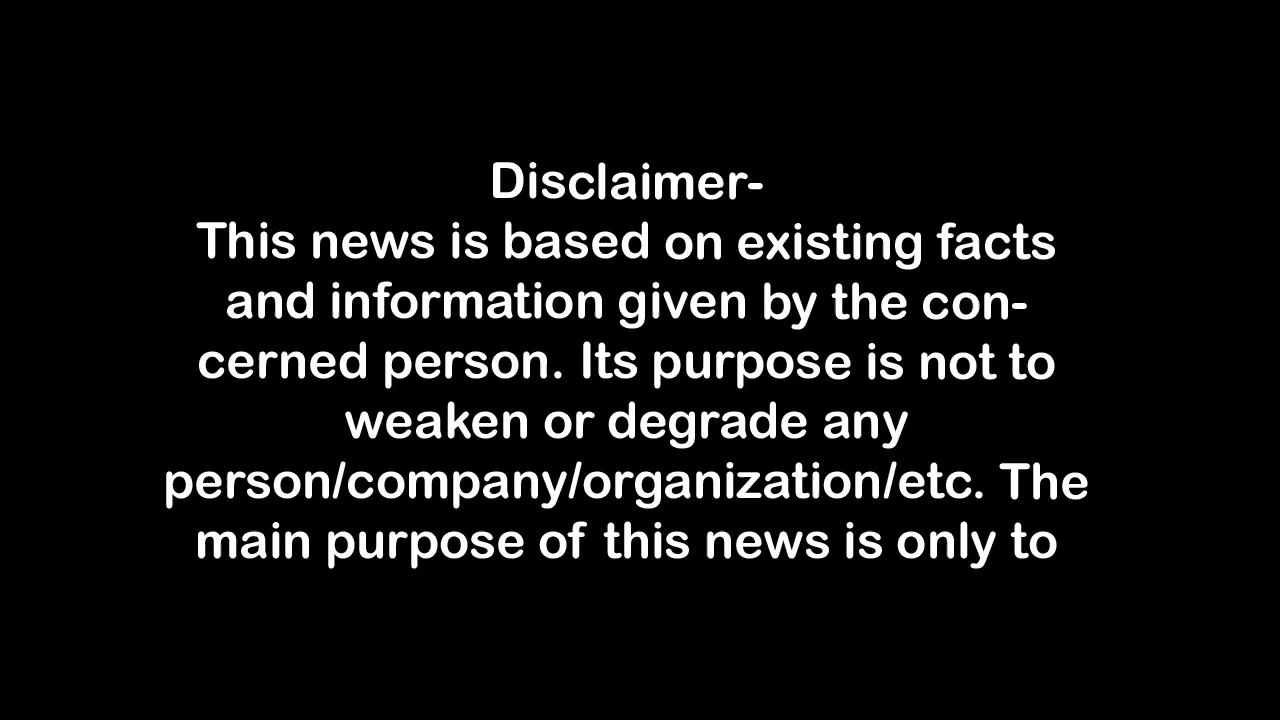 Disclaimer-
This news is based on existing facts
and information given by the con-
cerned person. Its purpose is not to
weaken or degrade any
person/company/organization/etc. The
main purpose of this news is only to